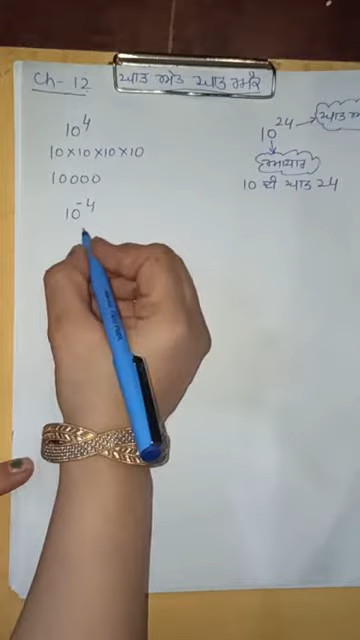 Ch- 12 ਘਾਤ ਅਤੇ ਘਾਤ ਅੰਕ
10⁴
10×10×10×10
10000
10⁻⁴
10²⁴ → ਘਾਤ ਅੰ
ਆਧਾਰ
10 ਦੀ ਘਾਤ 24